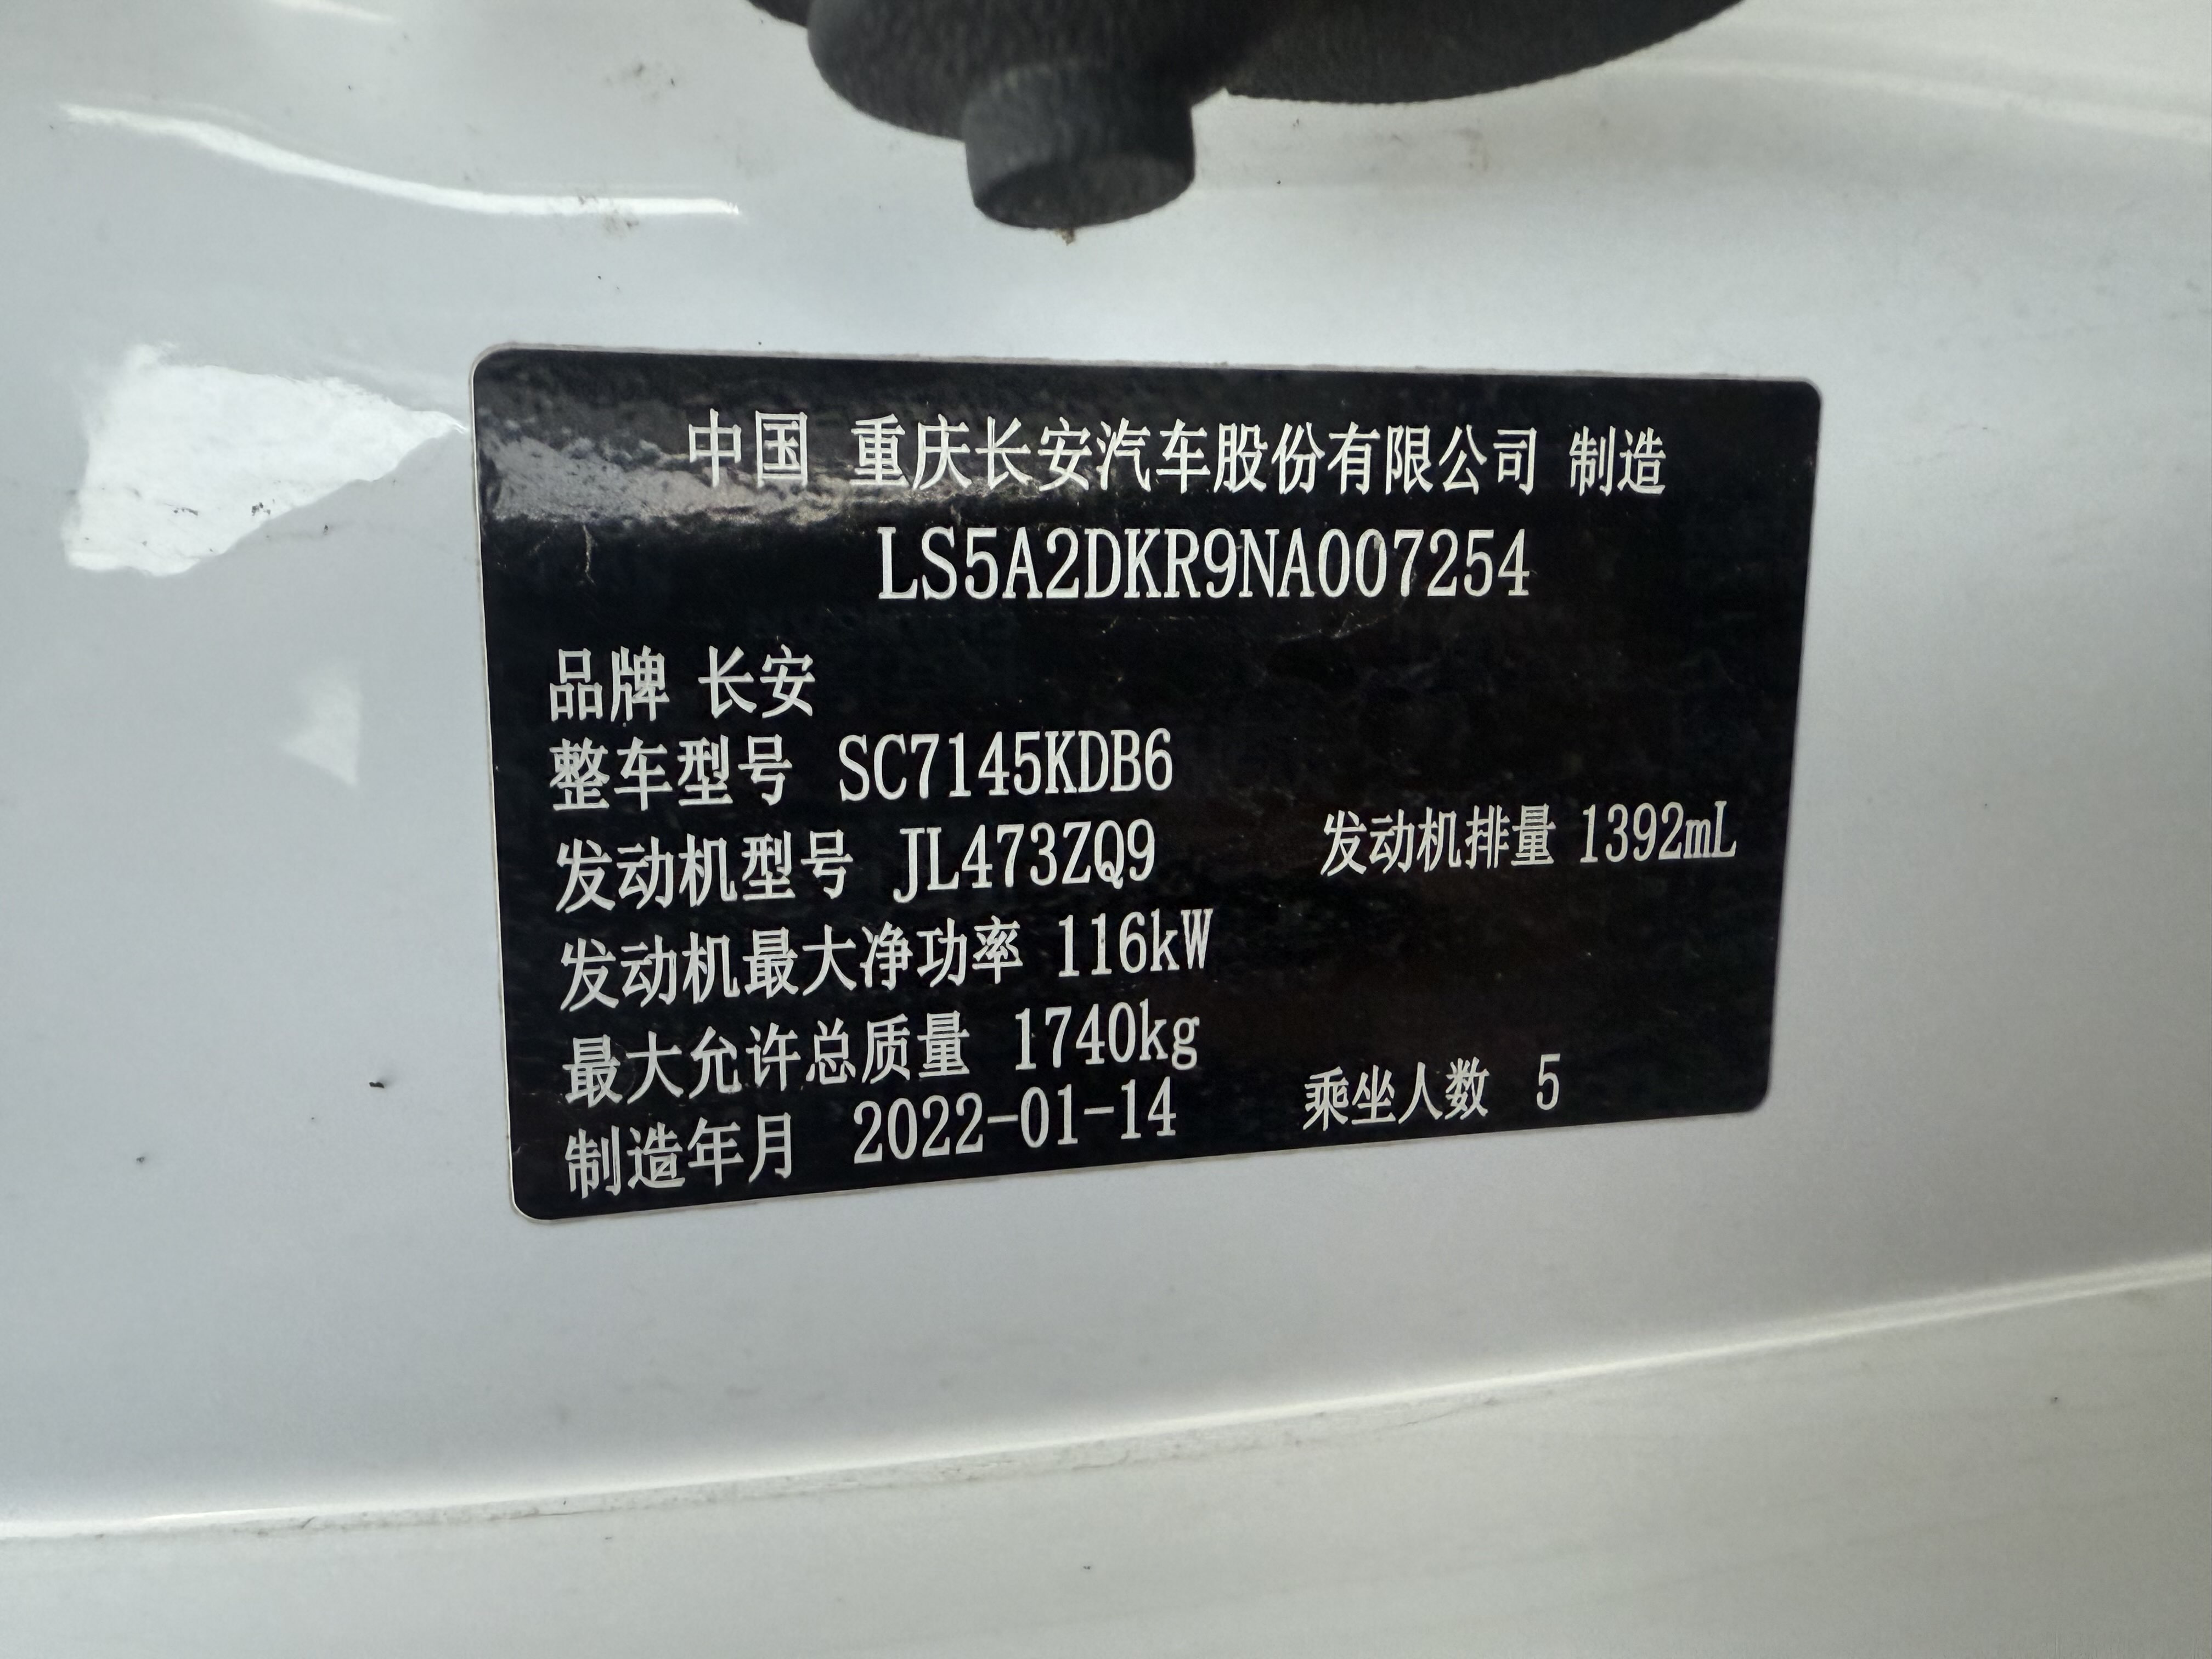 中国 重庆长安汽车股份有限公司 制造
LS5A2DKR9NA007254
品牌 长安
整车型号 SC7145KDB6
发动机型号 JL473ZQ9 发动机排量 1392mL
发动机最大净功率 116kW
最大允许总质量 1740kg
制造年月 2022-01-14 乘坐人数 5